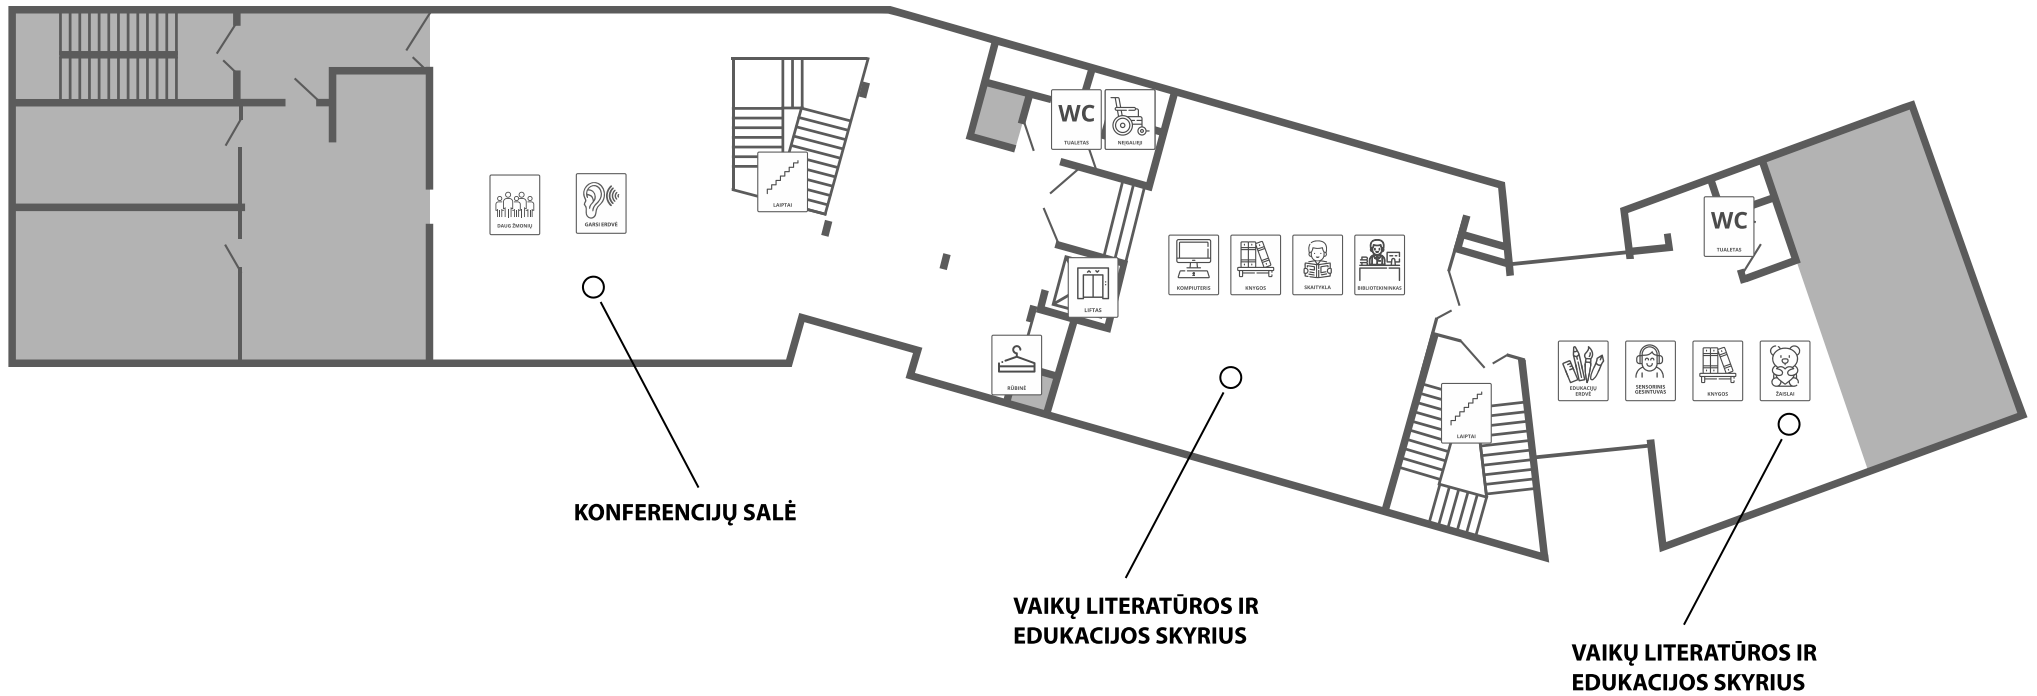 WC
TUALETAS
NEĮGALIEJI
DAUG ŽMONIŲ
GARSI ERDVĖ
LAIPTAI
WC
TUALETAS
KOMPIUTERIS
KNYGOS
SKAITYKLA
BIBLIOTEKININKAS
LIFTAS
RŪBINĖ
EDUKACIJŲ
ERDVĖ
SENSORINIS
GESINTUVAS
KNYGOS
ŽAISLAI
LAIPTAI
KONFERENCIJŲ SALĖ
VAIKŲ LITERATŪROS IR
EDUKACIJOS SKYRIUS
VAIKŲ LITERATŪROS IR
EDUKACIJOS SKYRIUS